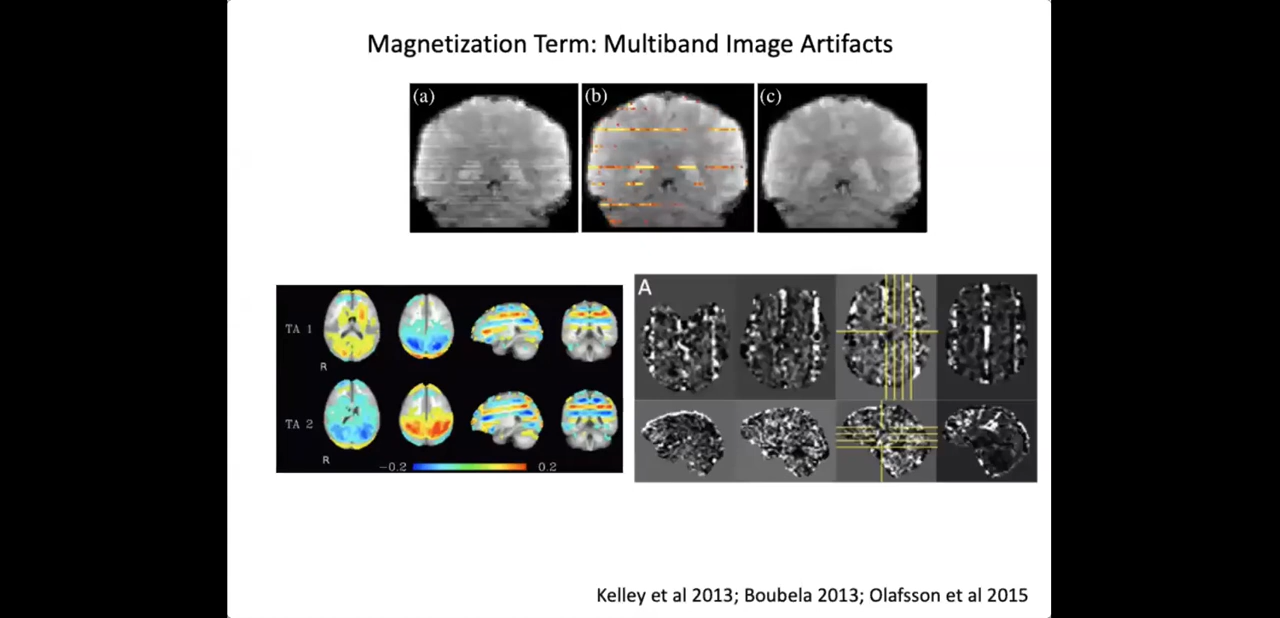 Magnetization Term: Multiband Image Artifacts
(a)
(b)
(c)
TA 1
R
TA 2
R
−0.2
0.2
A
Kelley et al 2013; Boubela 2013; Olafsson et al 2015